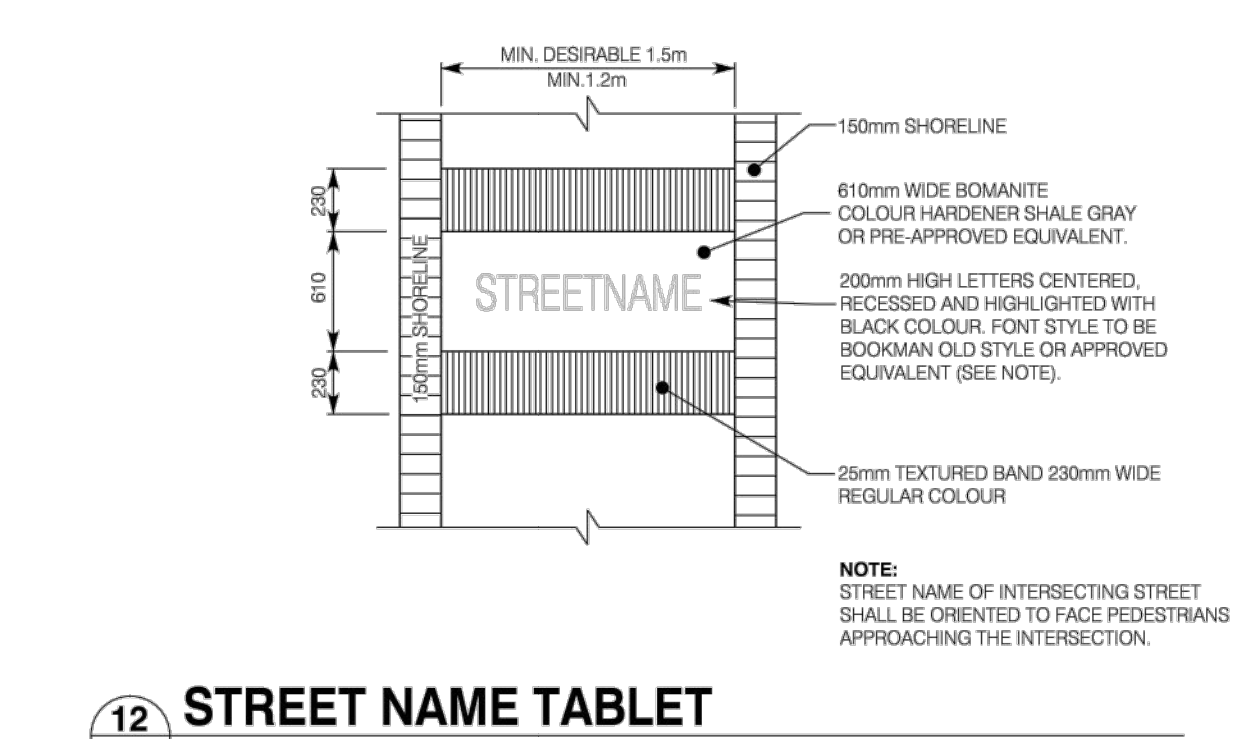 MIN. DESIRABLE 1.5m
MIN.1.2m
150mm SHORELINE
230
610mm WIDE BOMANITE
COLOUR HARDENER SHALE GRAY
OR PRE-APPROVED EQUIVALENT.
610
150mm SHORELINE
STREETNAME
200mm HIGH LETTERS CENTERED,
RECESSED AND HIGHLIGHTED WITH
BLACK COLOUR. FONT STYLE TO BE
BOOKMAN OLD STYLE OR APPROVED
EQUIVALENT (SEE NOTE).
230
25mm TEXTURED BAND 230mm WIDE
REGULAR COLOUR
NOTE:
STREET NAME OF INTERSECTING STREET
SHALL BE ORIENTED TO FACE PEDESTRIANS
APPROACHING THE INTERSECTION.
12 STREET NAME TABLET